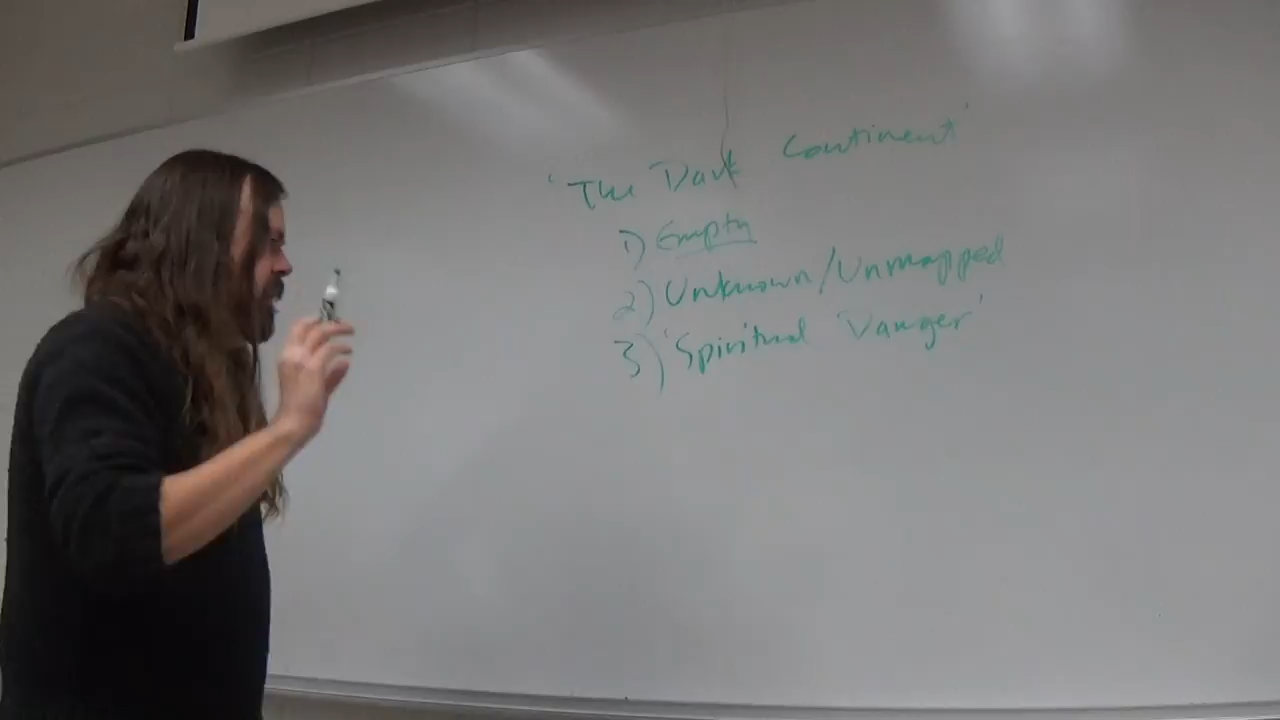 'The Dark Continent'
1) Empty
2) Unknown/Unmapped
3) 'Spiritual Danger'